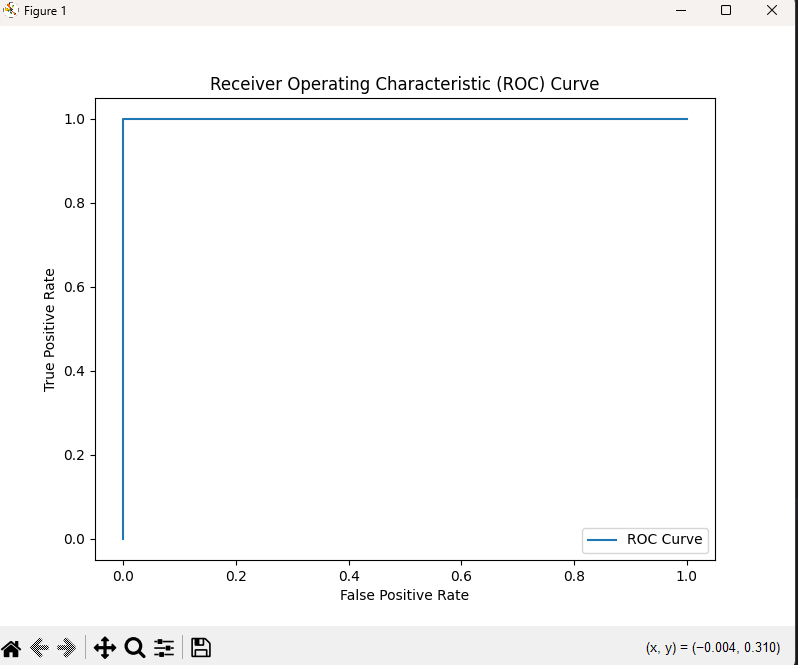 Figure 1
Receiver Operating Characteristic (ROC) Curve
1.0
0.8
0.6
0.4
0.2
0.0
True Positive Rate
ROC Curve
0.0 0.2 0.4 0.6 0.8 1.0
False Positive Rate
(x, y) = (−0.004, 0.310)